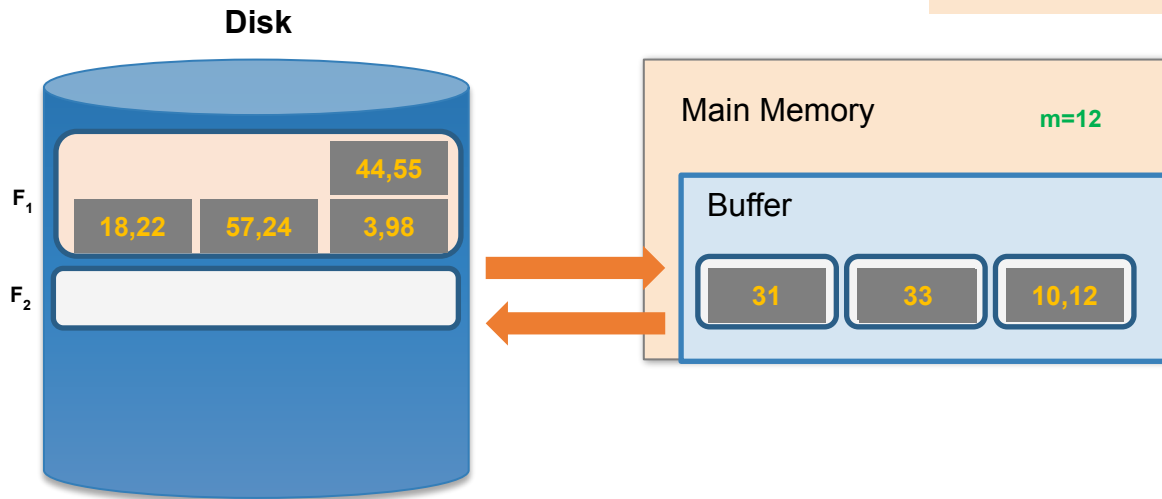 Disk
Main Memory
m=12
F1
44,55
18,22
57,24
3,98
Buffer
31
33
10,12
F2